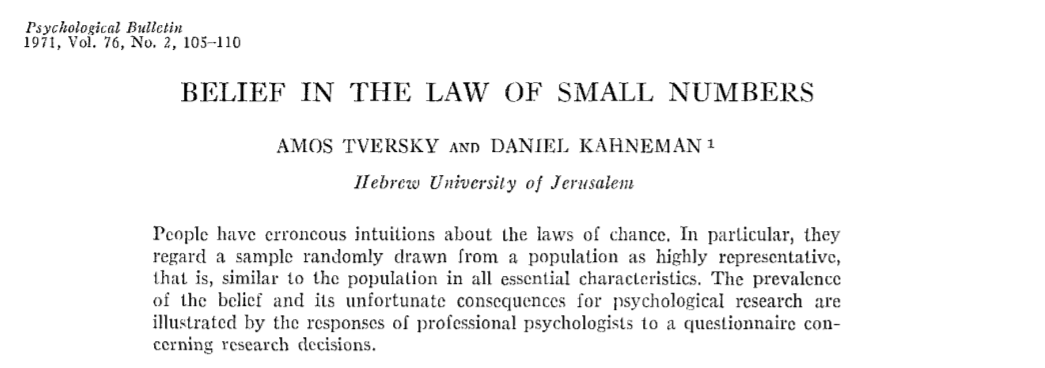 Psychological Bulletin
1971, Vol. 76, No. 2, 105–110
BELIEF IN THE LAW OF SMALL NUMBERS
AMOS TVERSKY AND DANIEL KAHNEMAN 1
Hebrew University of Jerusalem
People have erroneous intuitions about the laws of chance. In particular, they
regard a sample randomly drawn from a population as highly representative,
that is, similar to the population in all essential characteristics. The prevalence
of the belief and its unfortunate consequences for psychological research are
illustrated by the responses of professional psychologists to a questionnaire con-
cerning research decisions.